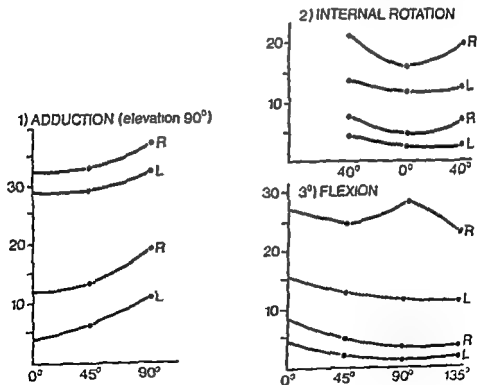 2) INTERNAL ROTATION
20
10
R
L
R
L
40° 0° 40°
1) ADDUCTION (elevation 90°)
30
20
10
R
L
R
L
0° 45° 90°
3°) FLEXION
30
20
10
R
L
R
L
0° 45° 90° 135°